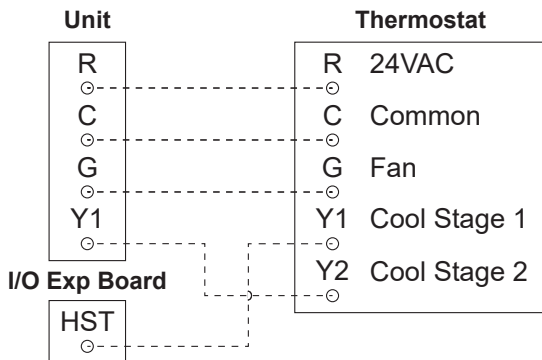 Unit
R
C
G
Y1
I/O Exp Board
HST
Thermostat
R 24VAC
C Common
G Fan
Y1 Cool Stage 1
Y2 Cool Stage 2